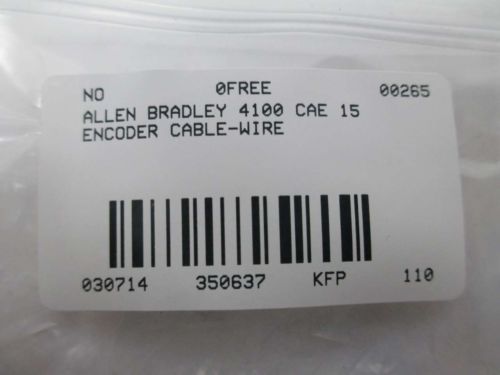 NO 0FREE 00265
ALLEN BRADLEY 4100 CAE 15
ENCODER CABLE-WIRE
030714 350637 KFP 110